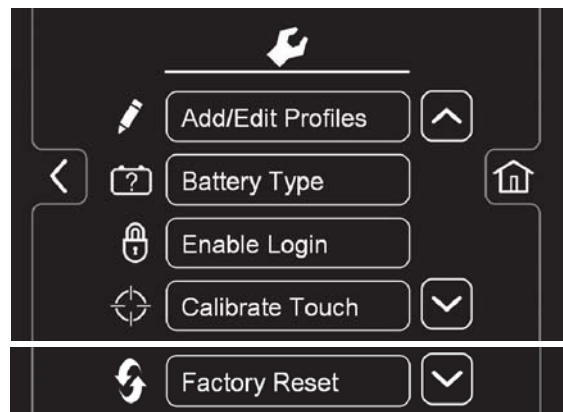 Add/Edit Profiles
Battery Type
Enable Login
Calibrate Touch
Factory Reset